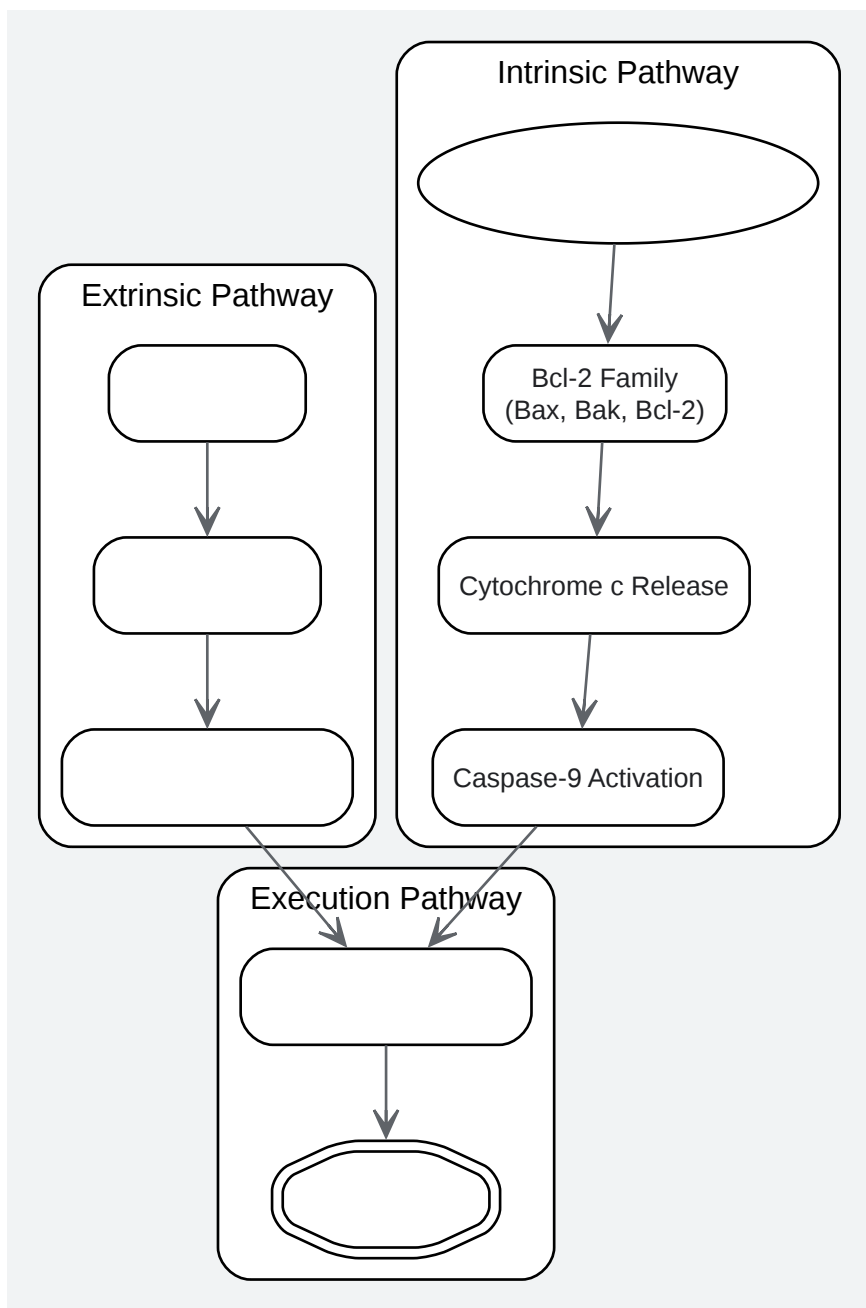 Intrinsic Pathway
Extrinsic Pathway
Bcl-2 Family
(Bax, Bak, Bcl-2)
Cytochrome c Release
Caspase-9 Activation
Execution Pathway